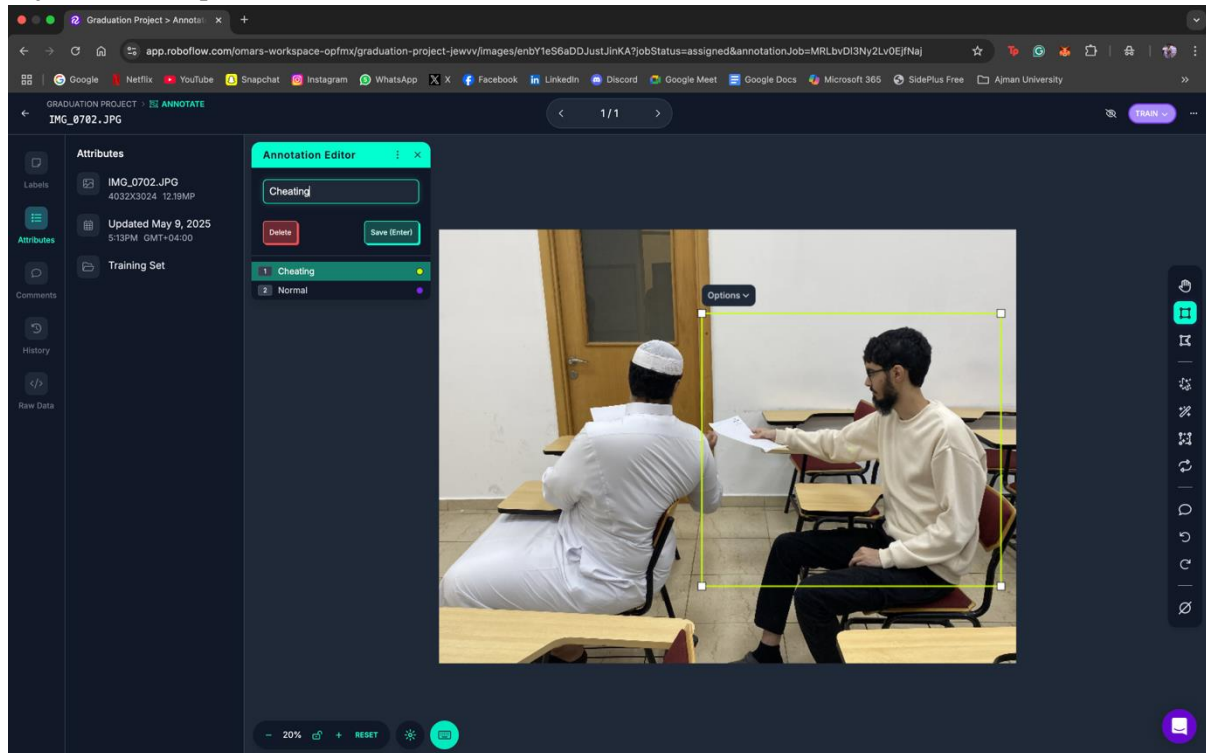 Graduation Project > Annotat
app.roboflow.com/omars-workspace-opfmx/graduation-project-jewvv/images/enbY1eS6aDDJustJinKA?jobStatus=assigned&annotationJob=MRLbvDI3Ny2Lv0EjfNaj
Google Netflix YouTube Snapchat Instagram WhatsApp X Facebook LinkedIn Discord Google Meet Google Docs Microsoft 365 SidePlus Free Ajman University
GRADUATION PROJECT > ANNOTATE
IMG_0702.JPG
1/1
TRAIN
Labels
Attributes
Comments
History
Raw Data
Attributes
IMG_0702.JPG
4032X3024 12.19MP
Updated May 9, 2025
5:13PM GMT+04:00
Training Set
Annotation Editor
Cheating
Delete Save (Enter)
1 Cheating
2 Normal
Options
20% RESET